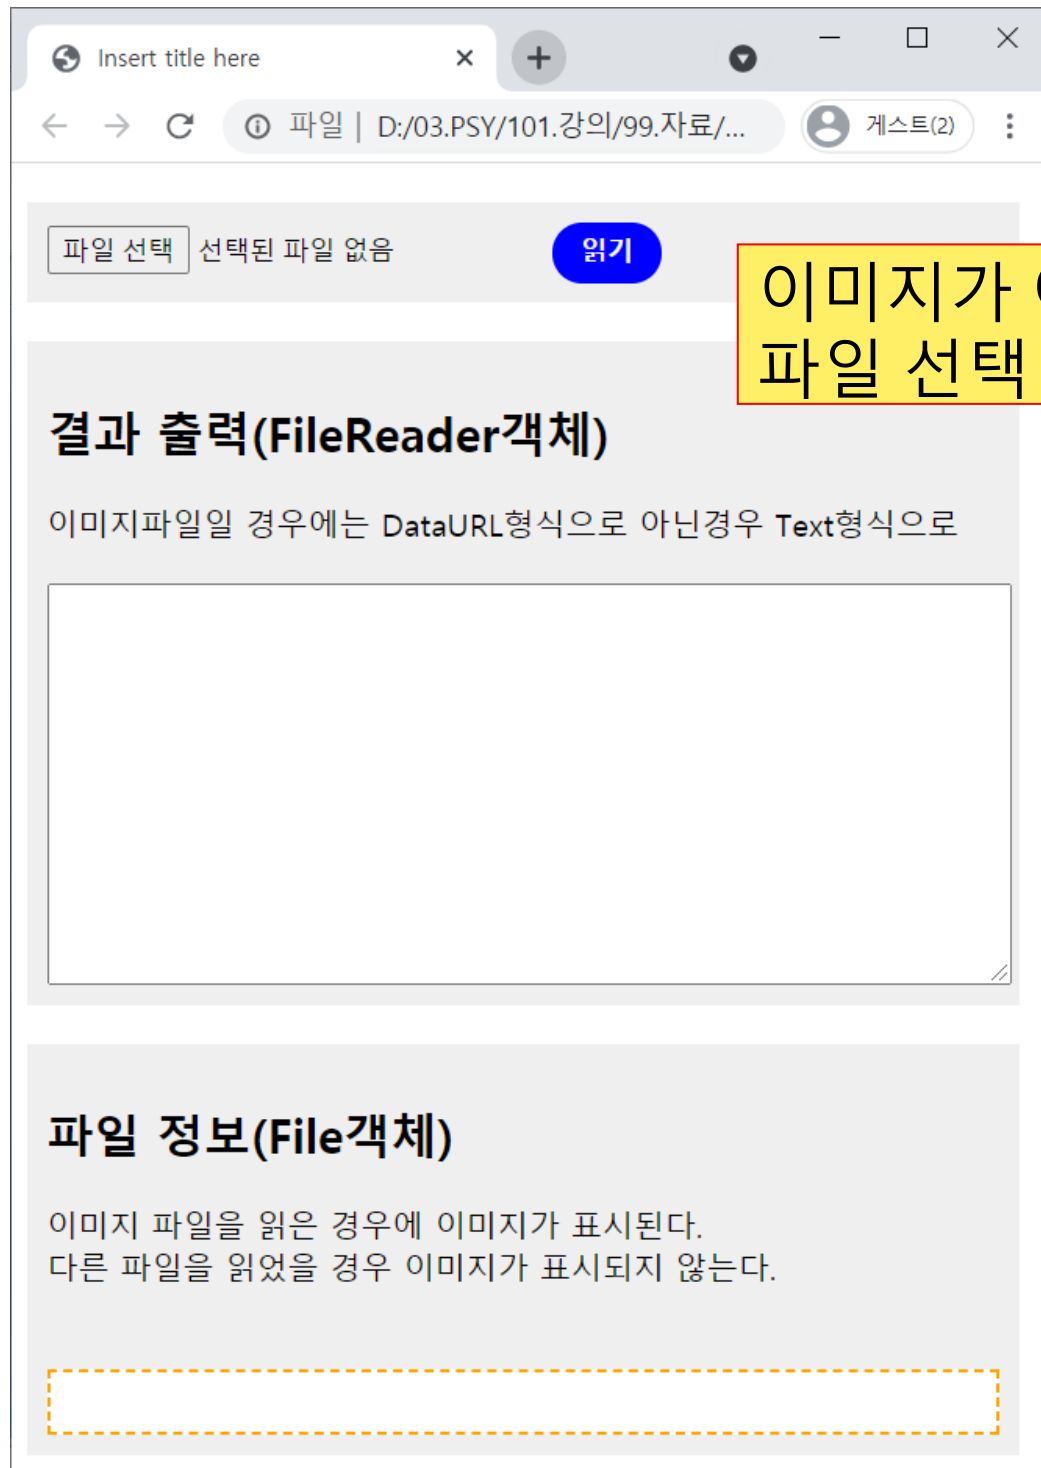 Insert title here
파일 | D:/03.PSY/101.강의/99.자료/...
게스트(2)
파일 선택 선택된 파일 없음
읽기
이미지가
파일 선택
결과 출력(FileReader객체)
이미지파일일 경우에는 DataURL형식으로 아닌경우 Text형식으로
파일 정보(File객체)
이미지 파일을 읽은 경우에 이미지가 표시된다.
다른 파일을 읽었을 경우 이미지가 표시되지 않는다.